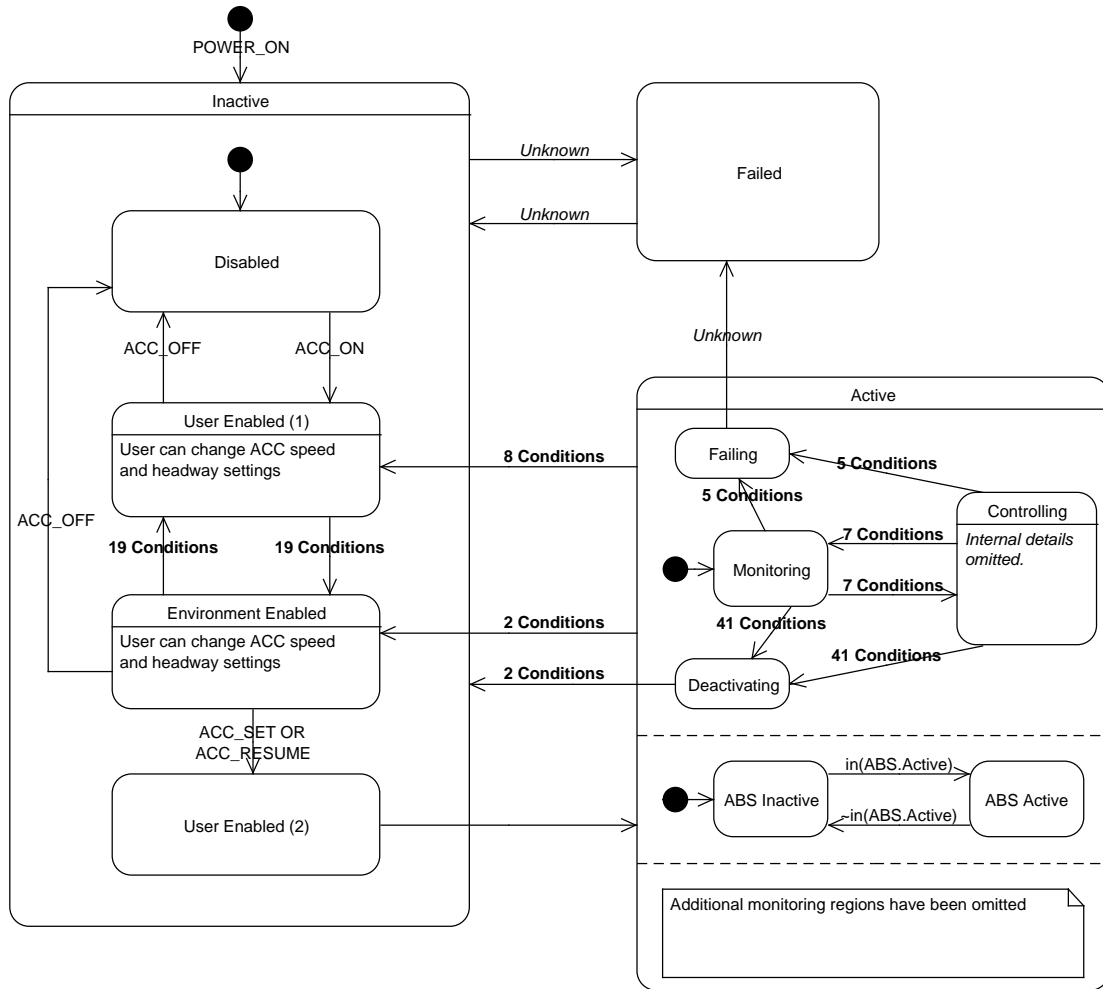 POWER_ON
Inactive
Unknown
Failed
Unknown
Disabled
Unknown
ACC_OFF
ACC_ON
Active
User Enabled (1)
User can change ACC speed
and headway settings
8 Conditions
Failing
5 Conditions
5 Conditions
Controlling
Internal details
omitted.
ACC_OFF
19 Conditions
19 Conditions
7 Conditions
Monitoring
7 Conditions
Environment Enabled
User can change ACC speed
and headway settings
2 Conditions
41 Conditions
41 Conditions
2 Conditions
Deactivating
ACC_SET OR
ACC_RESUME
in(ABS.Active)
ABS Inactive
ABS Active
~in(ABS.Active)
User Enabled (2)
Additional monitoring regions have been omitted